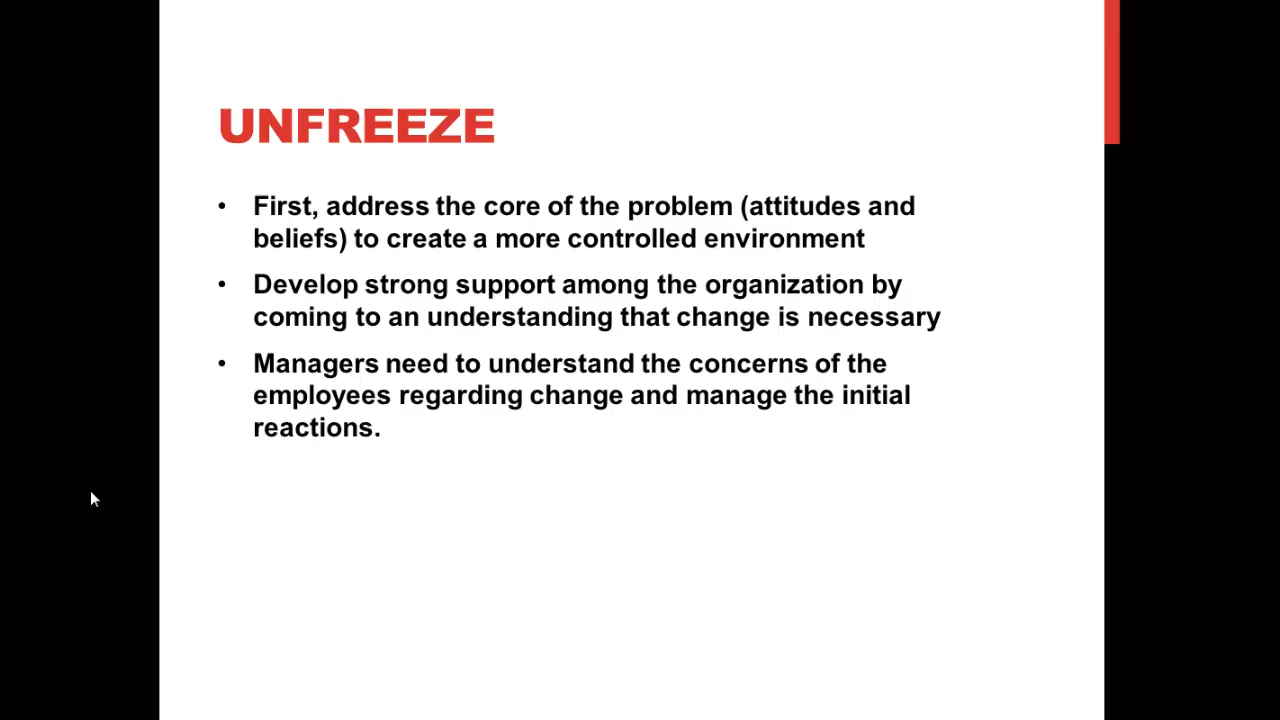 UNFREEZE
• First, address the core of the problem (attitudes and
beliefs) to create a more controlled environment
• Develop strong support among the organization by
coming to an understanding that change is necessary
• Managers need to understand the concerns of the
employees regarding change and manage the initial
reactions.